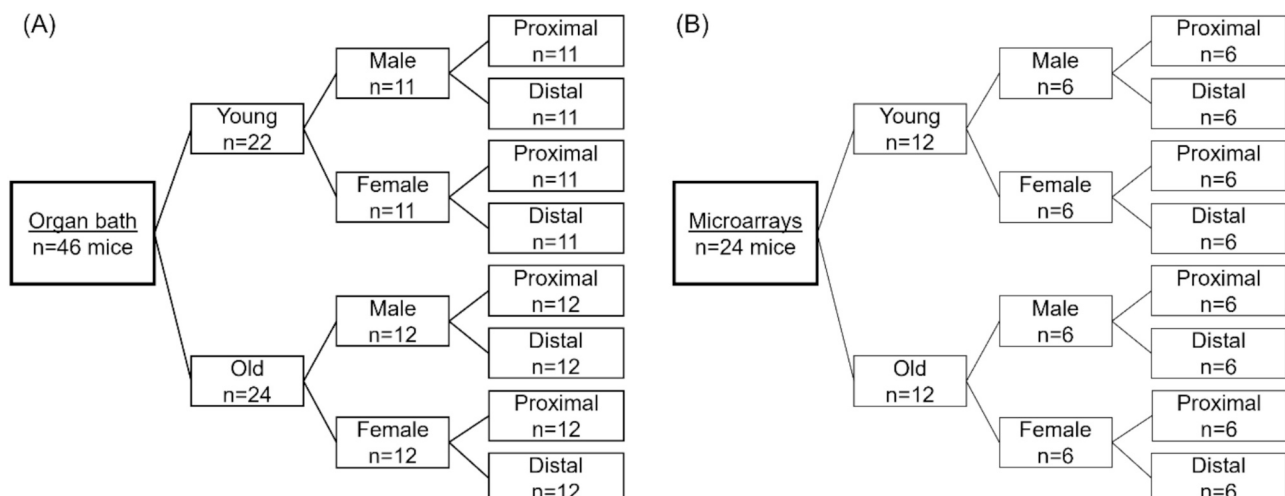 (A)
Organ bath
n=46 mice
Young
n=22
Old
n=24
Male
n=11
Female
n=11
Male
n=12
Female
n=12
Proximal
n=11
Distal
n=11
Proximal
n=11
Distal
n=11
Proximal
n=12
Distal
n=12
Proximal
n=12
Distal
n=12
(B)
Microarrays
n=24 mice
Young
n=12
Old
n=12
Male
n=6
Female
n=6
Male
n=6
Female
n=6
Proximal
n=6
Distal
n=6
Proximal
n=6
Distal
n=6
Proximal
n=6
Distal
n=6
Proximal
n=6
Distal
n=6